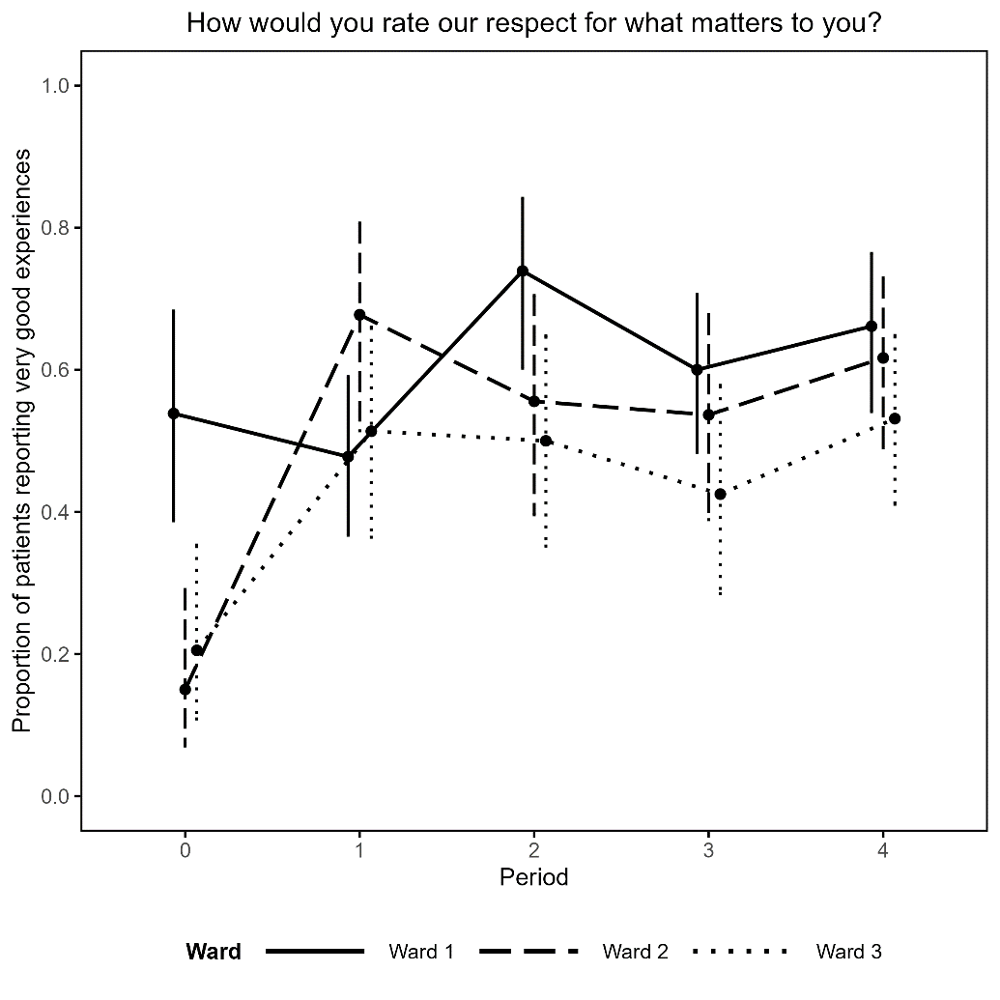 How would you rate our respect for what matters to you?
Proportion of patients reporting very good experiences
1.0
0.8
0.6
0.4
0.2
0.0
0 1 2 3 4
Period
Ward Ward 1 Ward 2 Ward 3